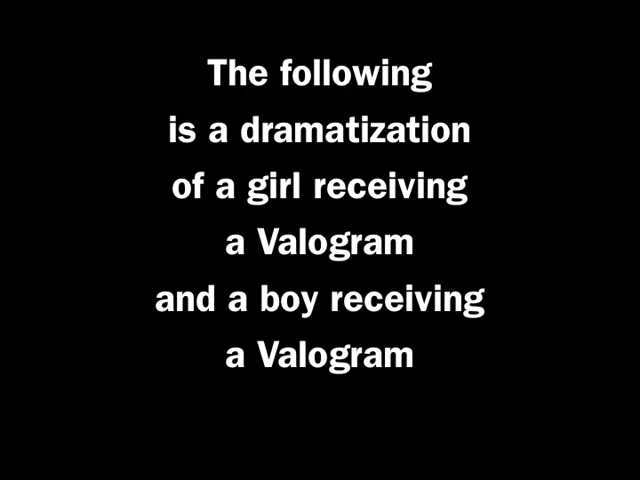 The following
is a dramatization
of a girl receiving
a Valogram
and a boy receiving
a Valogram